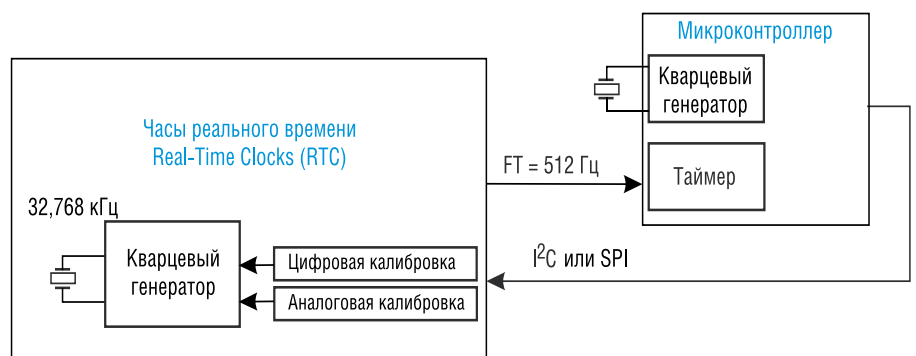 Микроконтроллер
Кварцевый
генератор
Таймер
Часы реального времени
Real-Time Clocks (RTC)
FT = 512 Гц
32,768 кГц
Кварцевый
генератор
Цифровая калибровка
Аналоговая калибровка
I²C или SPI